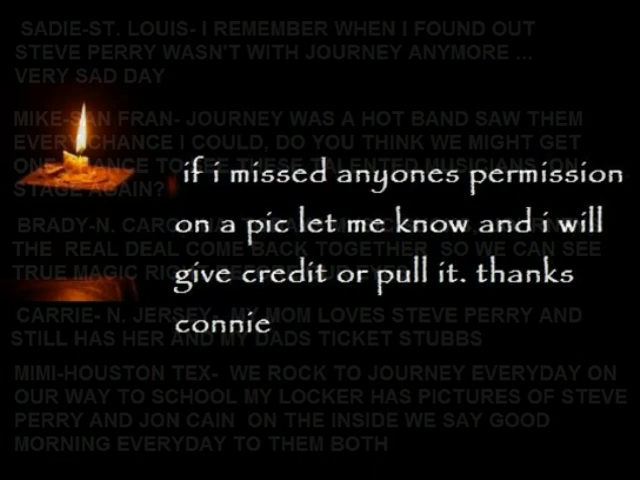 SADIE-ST. LOUIS- I REMEMBER WHEN I FOUND OUT
STEVE PERRY WASN'T WITH JOURNEY ANYMORE ...
VERY SAD DAY
MIKE-SAN FRAN- JOURNEY WAS A HOT BAND SAW THEM
EVERY CHANCE I COULD, DO YOU THINK WE MIGHT GET
ONE CHANCE TO SEE THESE TALENTED MUSICIANS ON
STAGE AGAIN?
if i missed anyones permission
on a pic let me know and i will
give credit or pull it. thanks
connie
BRADY-N.
THE REAL DEAL COME BACK TOGETHER SO WE CAN SEE
TRUE MAGIC
CARRIE- N. JERSEY- MY MOM LOVES STEVE PERRY AND
STILL HAS HER AND MY DADS TICKET STUBBS
MIMI-HOUSTON TEX- WE ROCK TO JOURNEY EVERYDAY ON
OUR WAY TO SCHOOL MY LOCKER HAS PICTURES OF STEVE
PERRY AND JON CAIN ON THE INSIDE WE SAY GOOD
MORNING EVERYDAY TO THEM BOTH